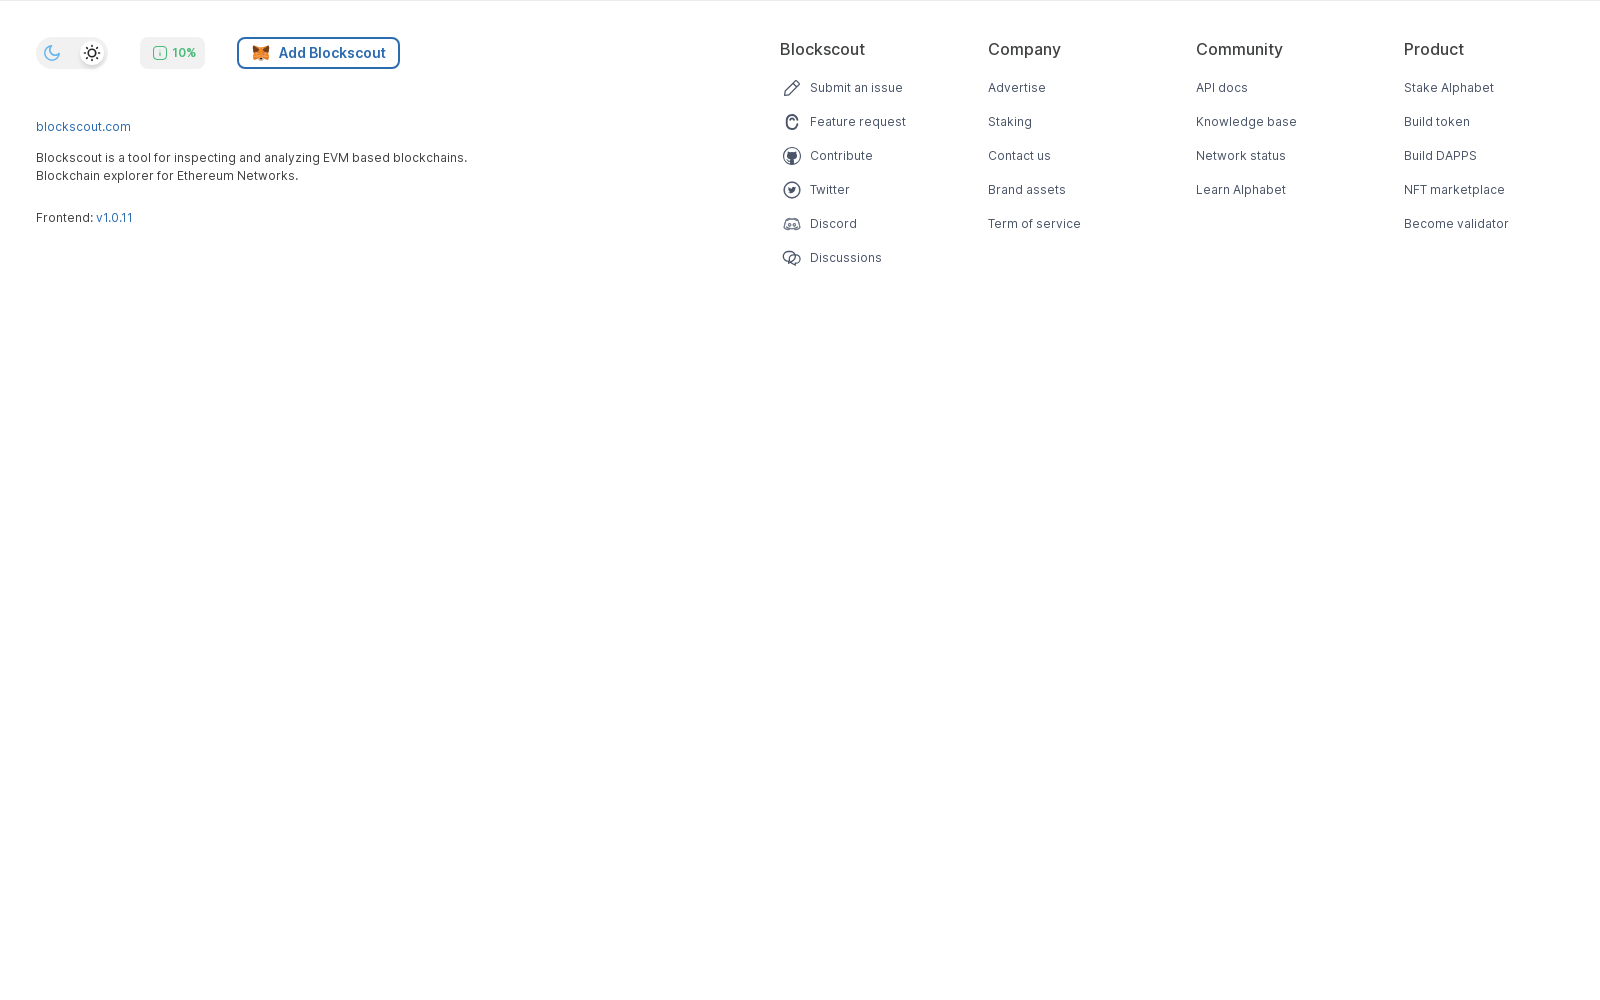 10%
Add Blockscout
blockscout.com
Blockscout is a tool for inspecting and analyzing EVM based blockchains.
Blockchain explorer for Ethereum Networks.
Frontend: v1.0.11
Blockscout
Submit an issue
Feature request
Contribute
Twitter
Discord
Discussions
Company
Advertise
Staking
Contact us
Brand assets
Term of service
Community
API docs
Knowledge base
Network status
Learn Alphabet
Product
Stake Alphabet
Build token
Build DAPPS
NFT marketplace
Become validator